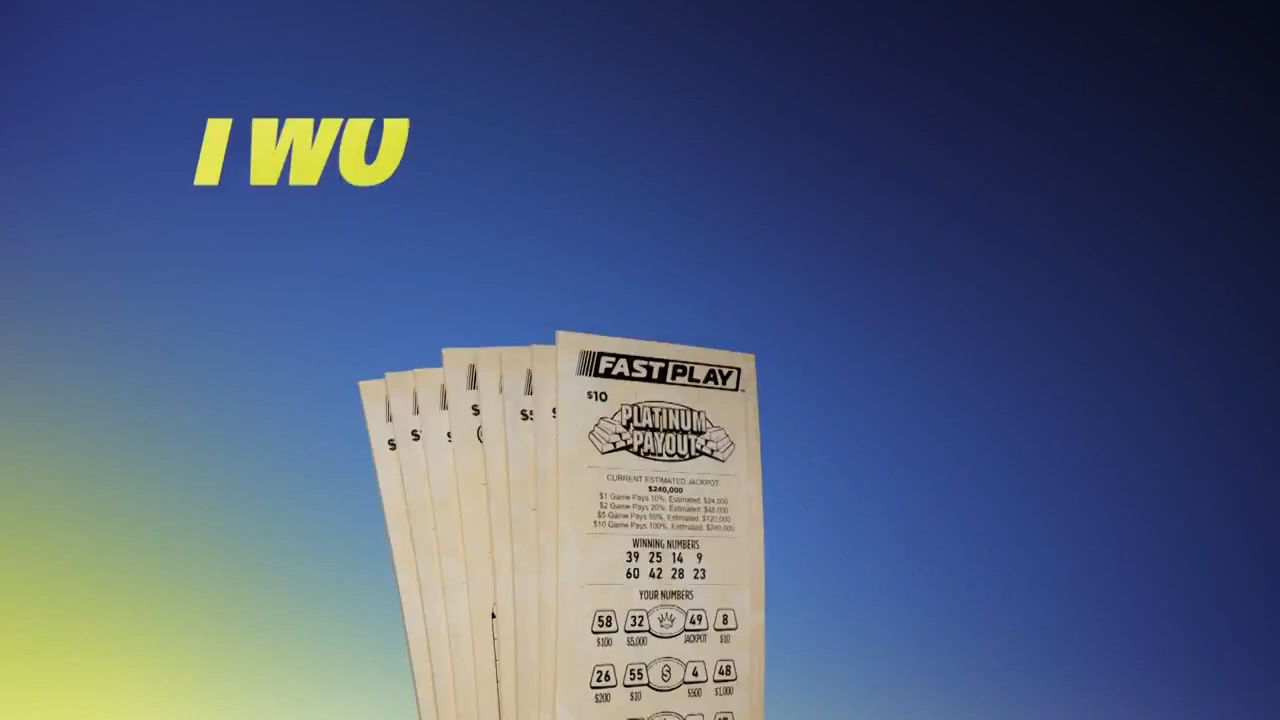 I WU
FAST PLAY
$10
PLATINUM
PAYOUT
CURRENT ESTIMATED JACKPOT:
$240,000
$1 Game Pays 10%, Estimated: $24,000
$2 Game Pays 20%, Estimated: $48,000
$5 Game Pays 50%, Estimated: $120,000
$10 Game Pays 100%, Estimated: $240,000
WINNING NUMBERS
39 25 14 9
60 42 28 23
YOUR NUMBERS
58 32 49 8
$100 $5,000 JACKPOT $10
26 55 $ 4 48
$200 $10 $500 $1,000